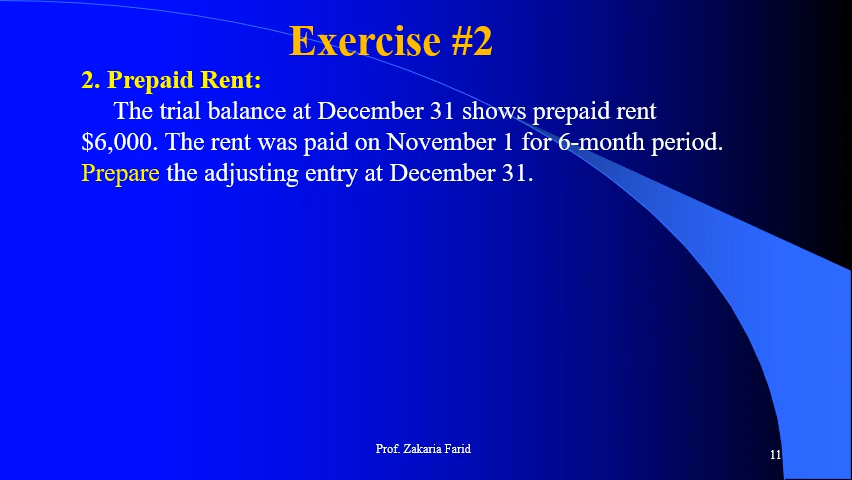 Exercise #2
2. Prepaid Rent:
The trial balance at December 31 shows prepaid rent
$6,000. The rent was paid on November 1 for 6-month period.
Prepare the adjusting entry at December 31.
Prof. Zakaria Farid
11